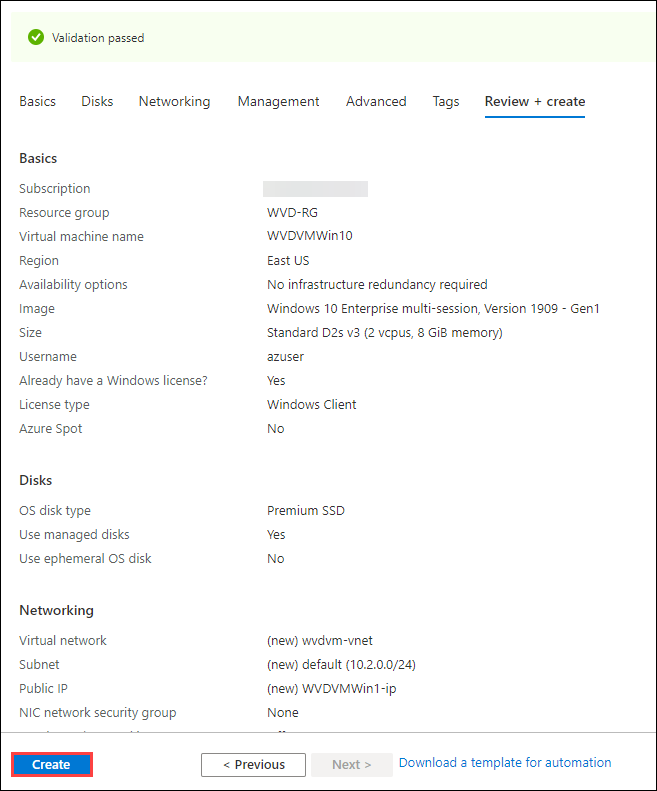 Validation passed
Basics Disks Networking Management Advanced Tags Review + create
Basics
Subscription
Resource group WVD-RG
Virtual machine name WVDVMWin10
Region East US
Availability options No infrastructure redundancy required
Image Windows 10 Enterprise multi-session, Version 1909 - Gen1
Size Standard D2s v3 (2 vcpus, 8 GiB memory)
Username azuser
Already have a Windows license? Yes
License type Windows Client
Azure Spot No
Disks
OS disk type Premium SSD
Use managed disks Yes
Use ephemeral OS disk No
Networking
Virtual network (new) wvdvm-vnet
Subnet (new) default (10.2.0.0/24)
Public IP (new) WVDVMWin1-ip
NIC network security group None
Create < Previous Next > Download a template for automation